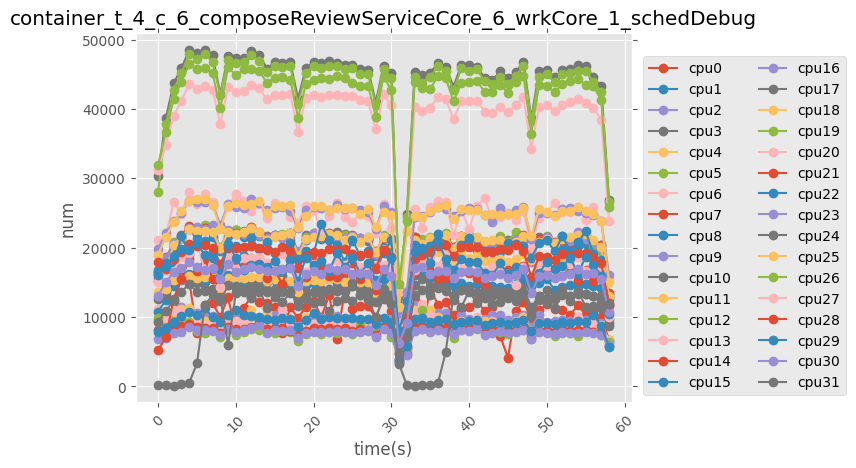 container_t_4_c_6_composeReviewServiceCore_6_wrkCore_1_schedDebug
50000
40000
30000
20000
10000
0
num
0
10
20
30
40
50
60
time(s)
cpu0
cpu1
cpu2
cpu3
cpu4
cpu5
cpu6
cpu7
cpu8
cpu9
cpu10
cpu11
cpu12
cpu13
cpu14
cpu15
cpu16
cpu17
cpu18
cpu19
cpu20
cpu21
cpu22
cpu23
cpu24
cpu25
cpu26
cpu27
cpu28
cpu29
cpu30
cpu31